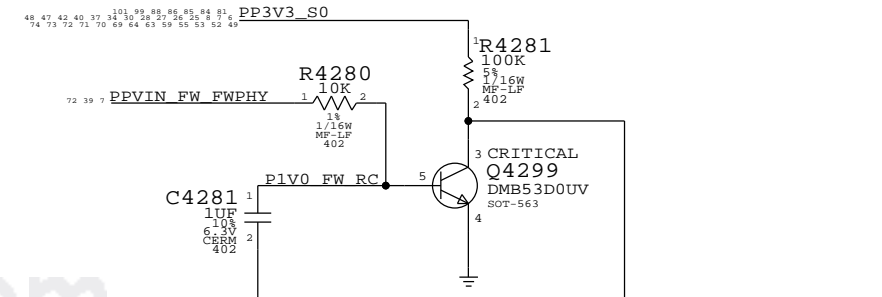 101 99 88 86 85 84 81
48 47 42 40 37 34 30 28 27 26 25 8 7 6
74 73 72 71 70 69 64 63 59 55 53 52 49
PP3V3_S0
1
R4281
100K
5%
1/16W
MF-LF
402
2
R4280
10K
72 39 7
PPVIN_FW_FWPHY
1
2
1%
1/16W
MF-LF
402
3
CRITICAL
Q4299
DMB53D0UV
SOT-563
5
4
P1V0_FW_RC
C4281
1
1UF
10%
6.3V
CERM
402
2